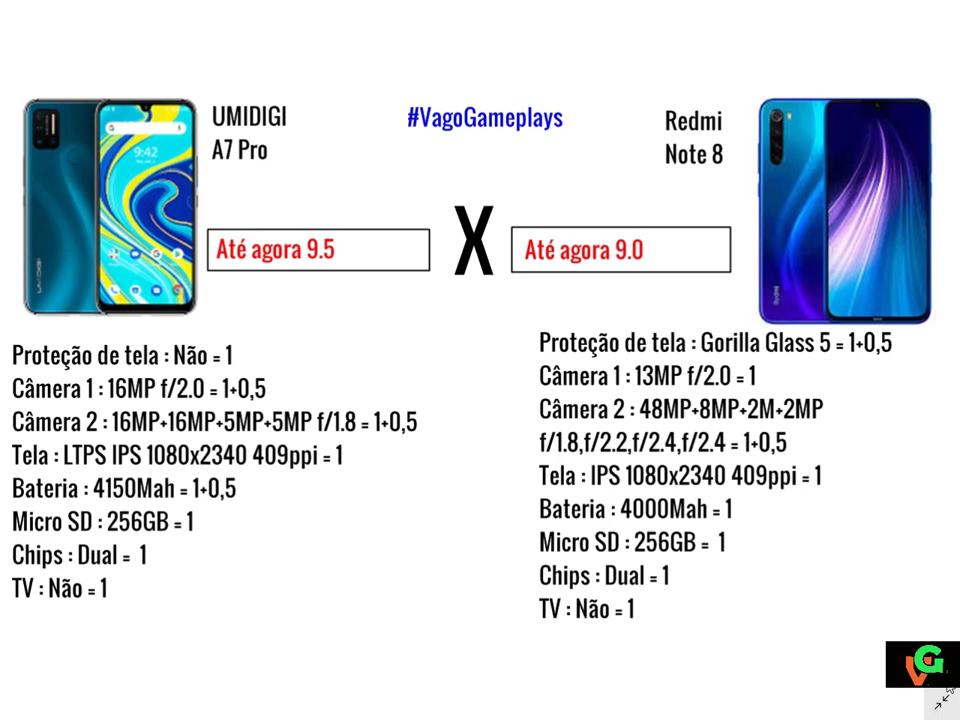 UMIDIGI
A7 Pro
#VagoGameplays
Redmi
Note 8
Até agora 9.5
X
Até agora 9.0
9:42
UMIDIGI
Redmi
Proteção de tela : Não = 1
Câmera 1 : 16MP f/2.0 = 1+0,5
Câmera 2 : 16MP+16MP+5MP+5MP f/1.8 = 1+0,5
Tela : LTPS IPS 1080x2340 409ppi = 1
Bateria : 4150Mah = 1+0,5
Micro SD : 256GB = 1
Chips : Dual = 1
TV : Não = 1
Proteção de tela : Gorilla Glass 5 = 1+0,5
Câmera 1 : 13MP f/2.0 = 1
Câmera 2 : 48MP+8MP+2M+2MP
f/1.8,f/2.2,f/2.4,f/2.4 = 1+0,5
Tela : IPS 1080x2340 409ppi = 1
Bateria : 4000Mah = 1
Micro SD : 256GB = 1
Chips : Dual = 1
TV : Não = 1
VG